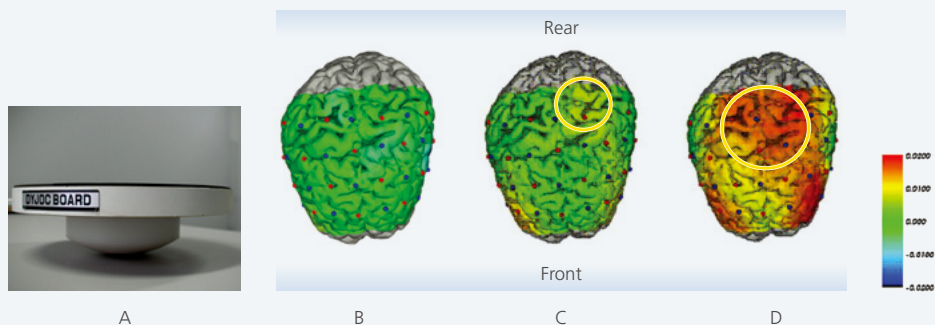 Rear
DYJOC BOARD
0.0200
0.0100
0.000
-0.0100
-0.0200
Front
A
B
C
D